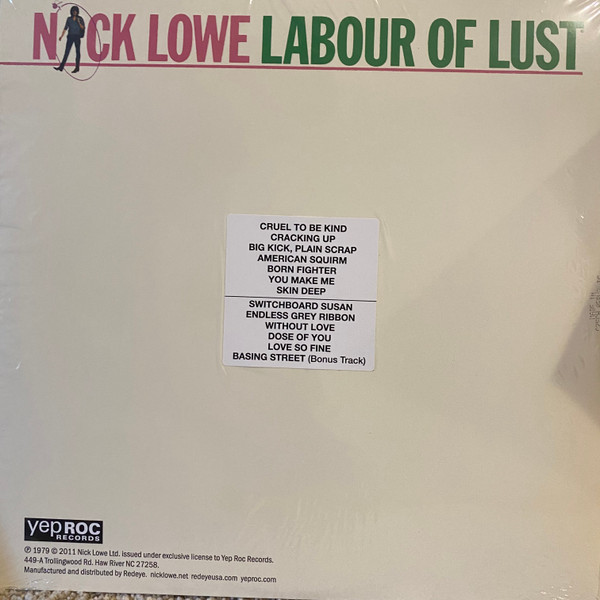 NICK LOWE LABOUR OF LUST
CRUEL TO BE KIND
CRACKING UP
BIG KICK, PLAIN SCRAP
AMERICAN SQUIRM
BORN FIGHTER
YOU MAKE ME
SKIN DEEP
SWITCHBOARD SUSAN
ENDLESS GREY RIBBON
WITHOUT LOVE
DOSE OF YOU
LOVE SO FINE
BASING STREET (Bonus Track)
yepROC
RECORDS
℗ 1979 © 2011 Nick Lowe Ltd. issued under exclusive license to Yep Roc Records.
449-A Trollingwood Rd. Haw River NC 27258.
Manufactured and distributed by Redeye. nicklowe.net redeyeusa.com yeproc.com